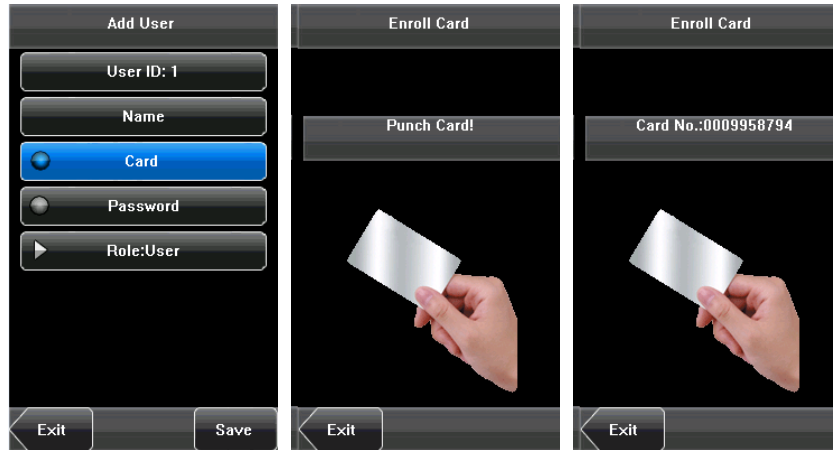 Add User
User ID: 1
Name
Card
Password
Role:User
Exit
Save
Enroll Card
Punch Card!
Exit
Enroll Card
Card No.:0009958794
Exit